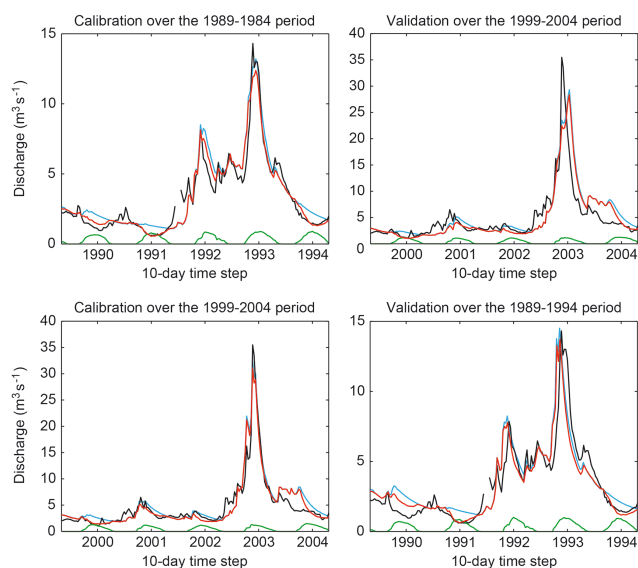 Calibration over the 1989-1984 period
Validation over the 1999-2004 period
15
10
5
0
Discharge (m³ s⁻¹)
1990 1991 1992 1993 1994
10-day time step
40
35
30
25
20
15
10
5
0
2000 2001 2002 2003 2004
10-day time step
Calibration over the 1999-2004 period
Validation over the 1989-1994 period
40
35
30
25
20
15
10
5
0
Discharge (m³ s⁻¹)
2000 2001 2002 2003 2004
10-day time step
15
10
5
0
1990 1991 1992 1993 1994
10-day time step